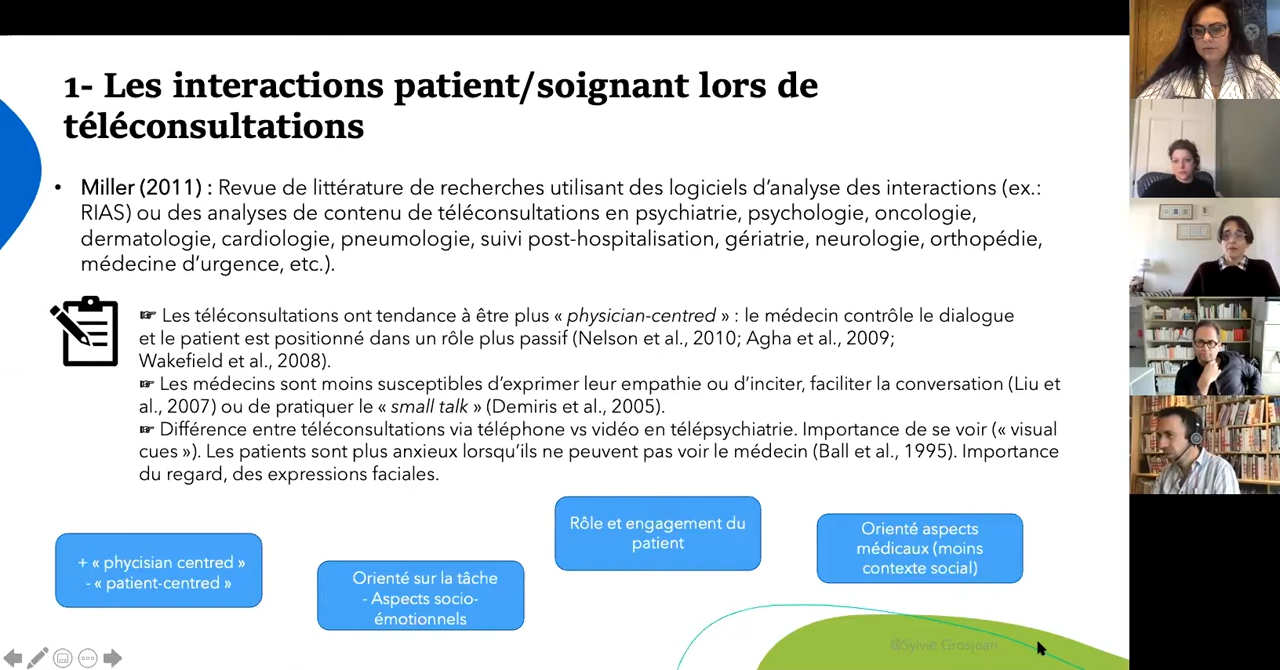 1- Les interactions patient/soignant lors de
téléconsultations
• Miller (2011) : Revue de littérature de recherches utilisant des logiciels d’analyse des interactions (ex.:
RIAS) ou des analyses de contenu de téléconsultations en psychiatrie, psychologie, oncologie,
dermatologie, cardiologie, pneumologie, suivi post-hospitalisation, gériatrie, neurologie, orthopédie,
médecine d’urgence, etc.).
☞ Les téléconsultations ont tendance à être plus « physician-centred » : le médecin contrôle le dialogue
et le patient est positionné dans un rôle plus passif (Nelson et al., 2010; Agha et al., 2009;
Wakefield et al., 2008).
☞ Les médecins sont moins susceptibles d’exprimer leur empathie ou d’inciter, faciliter la conversation (Liu et
al., 2007) ou de pratiquer le « small talk » (Demiris et al., 2005).
☞ Différence entre téléconsultations via téléphone vs vidéo en télépsychiatrie. Importance de se voir (« visual
cues »). Les patients sont plus anxieux lorsqu’ils ne peuvent pas voir le médecin (Ball et al., 1995). Importance
du regard, des expressions faciales.
+ « phycisian centred »
- « patient-centred »
Orienté sur la tâche
- Aspects socio-
émotionnels
Rôle et engagement du
patient
Orienté aspects
médicaux (moins
contexte social)
@Sylvie Grosjean